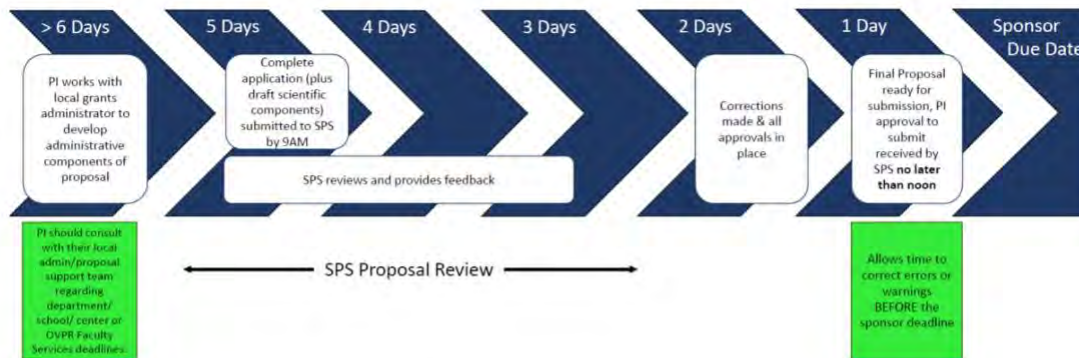 > 6 Days
5 Days
4 Days
3 Days
2 Days
1 Day
Sponsor
Due Date
PI works with
local grants
administrator to
develop
administrative
components of
proposal
Complete
application (plus
draft scientific
components)
submitted to SPS
by 9AM
SPS reviews and provides feedback
Corrections
made & all
approvals in
place
Final Proposal
ready for
submission, PI
approval to
submit
received by
SPS no later
than noon
PI should consult
with their local
admin/proposal
support team
regarding
department/
school/ center or
OVPR Faculty
Services deadlines.
SPS Proposal Review
Allows time to
correct errors or
warnings
BEFORE the
sponsor deadline